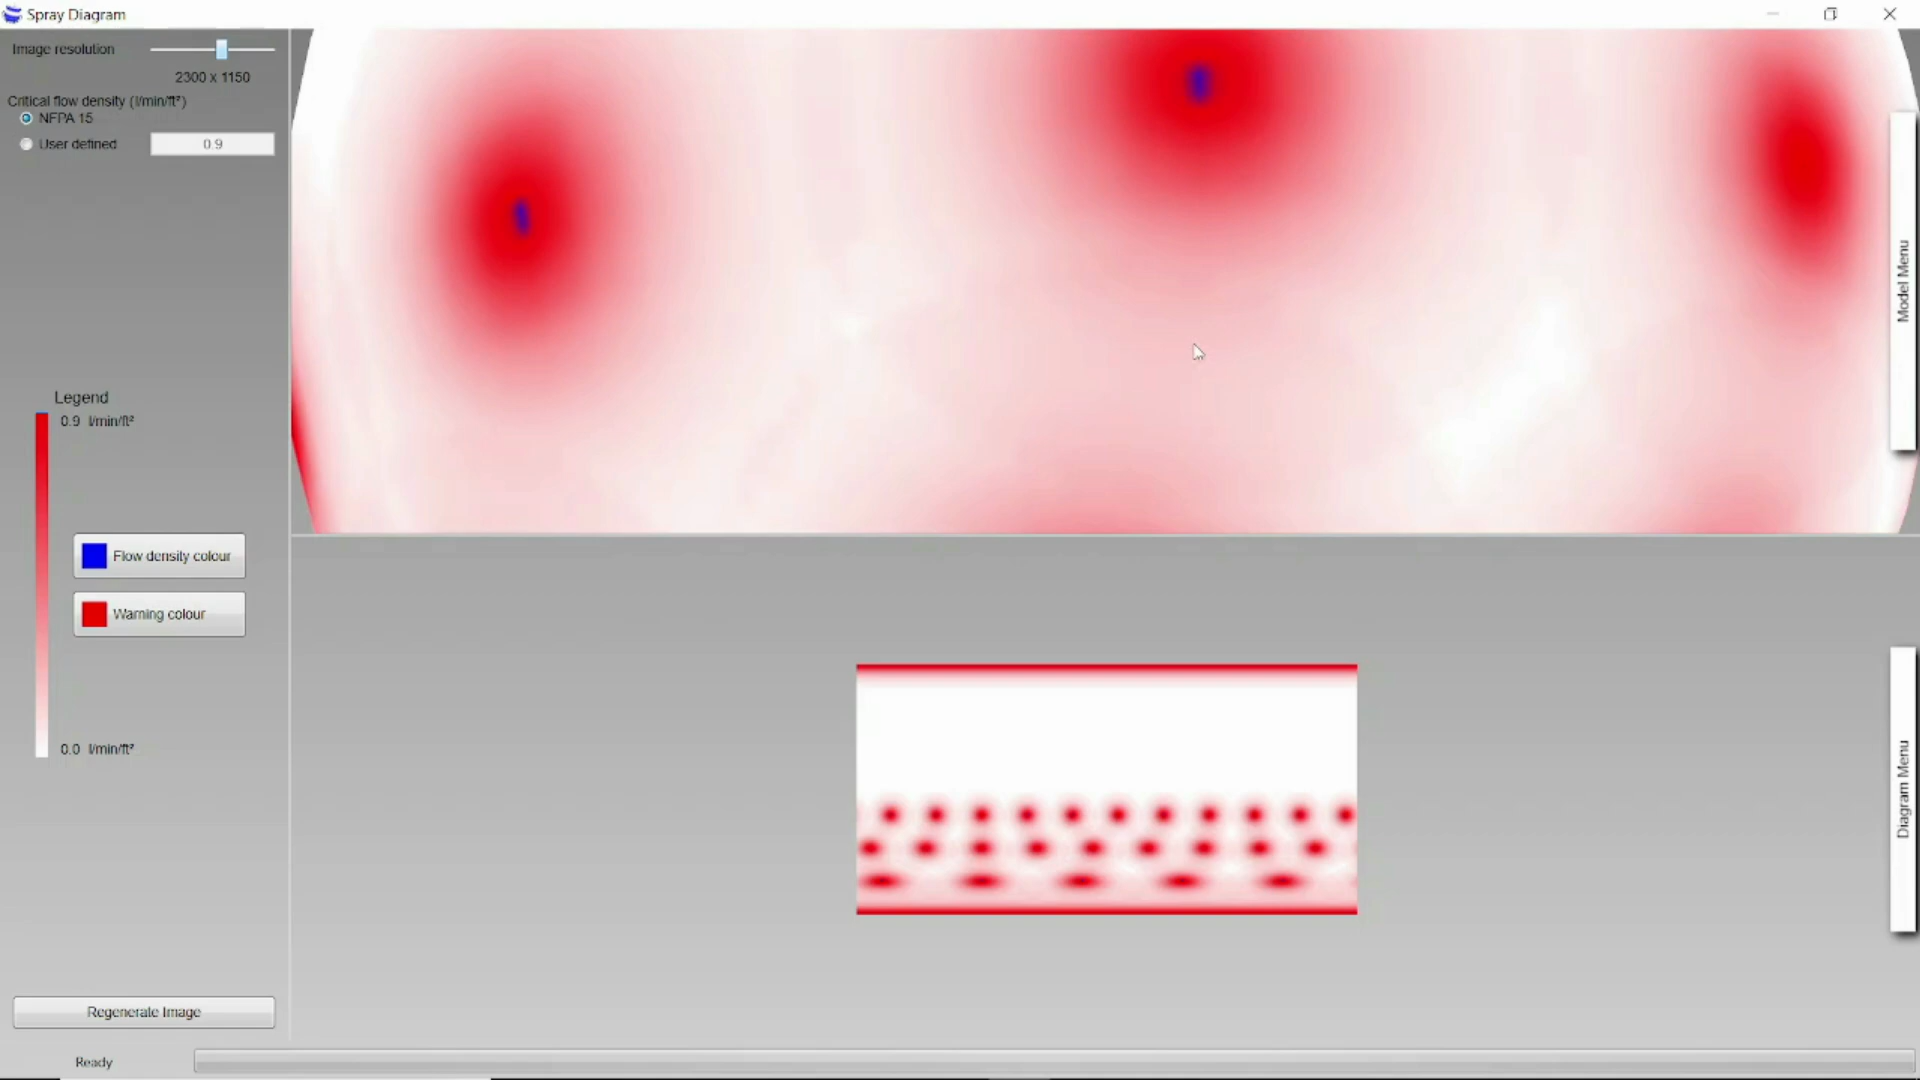 Spray Diagram
Image resolution
2300 x 1150
Critical flow density (l/min/ft²)
NFPA 15
User defined
0.9
Legend
0.9 l/min/ft²
Flow density colour
Warning colour
0.0 l/min/ft²
Regenerate Image
Ready
Model Menu
Diagram Menu